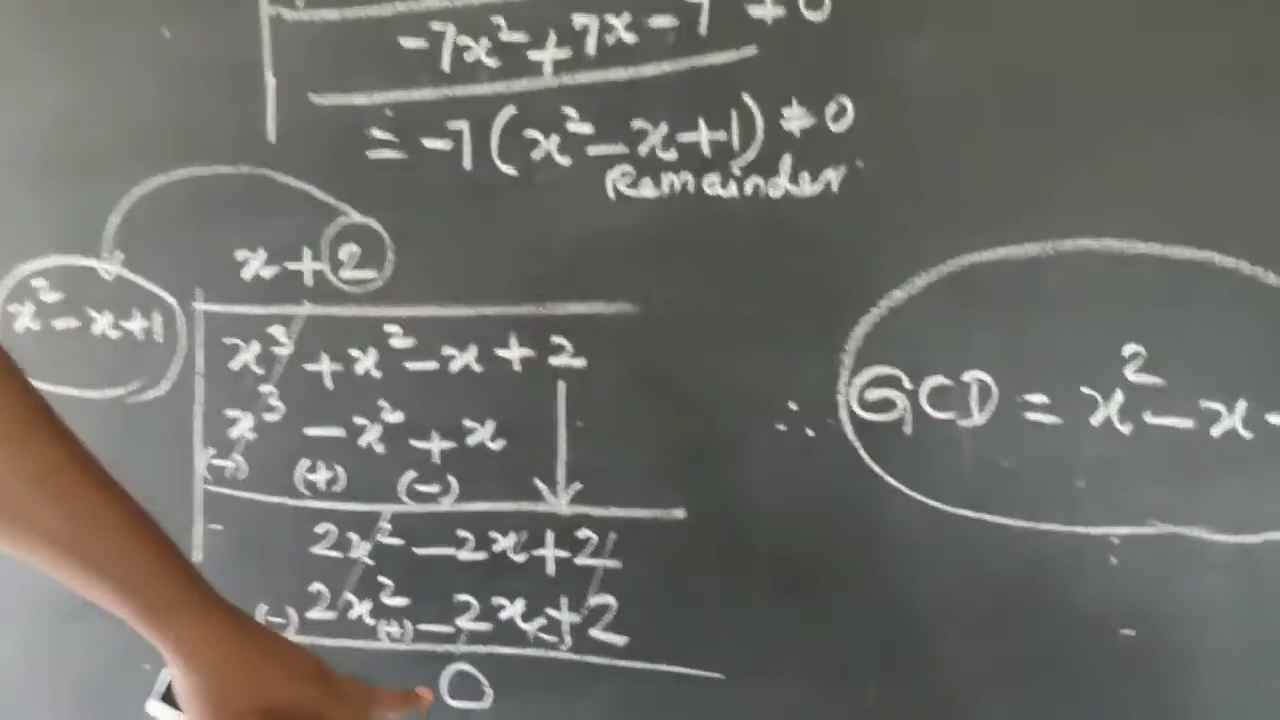 -7x²+7x-7 ≠0
= -7(x²-x+1) ≠0
Remainder
x+2
x²-x+1
x³+x²-x+2
x³-x²+x
(-) (+) (-)
2x²-2x+2
2x²-2x+2
(-) (+)
0
∴ GCD = x²-x-